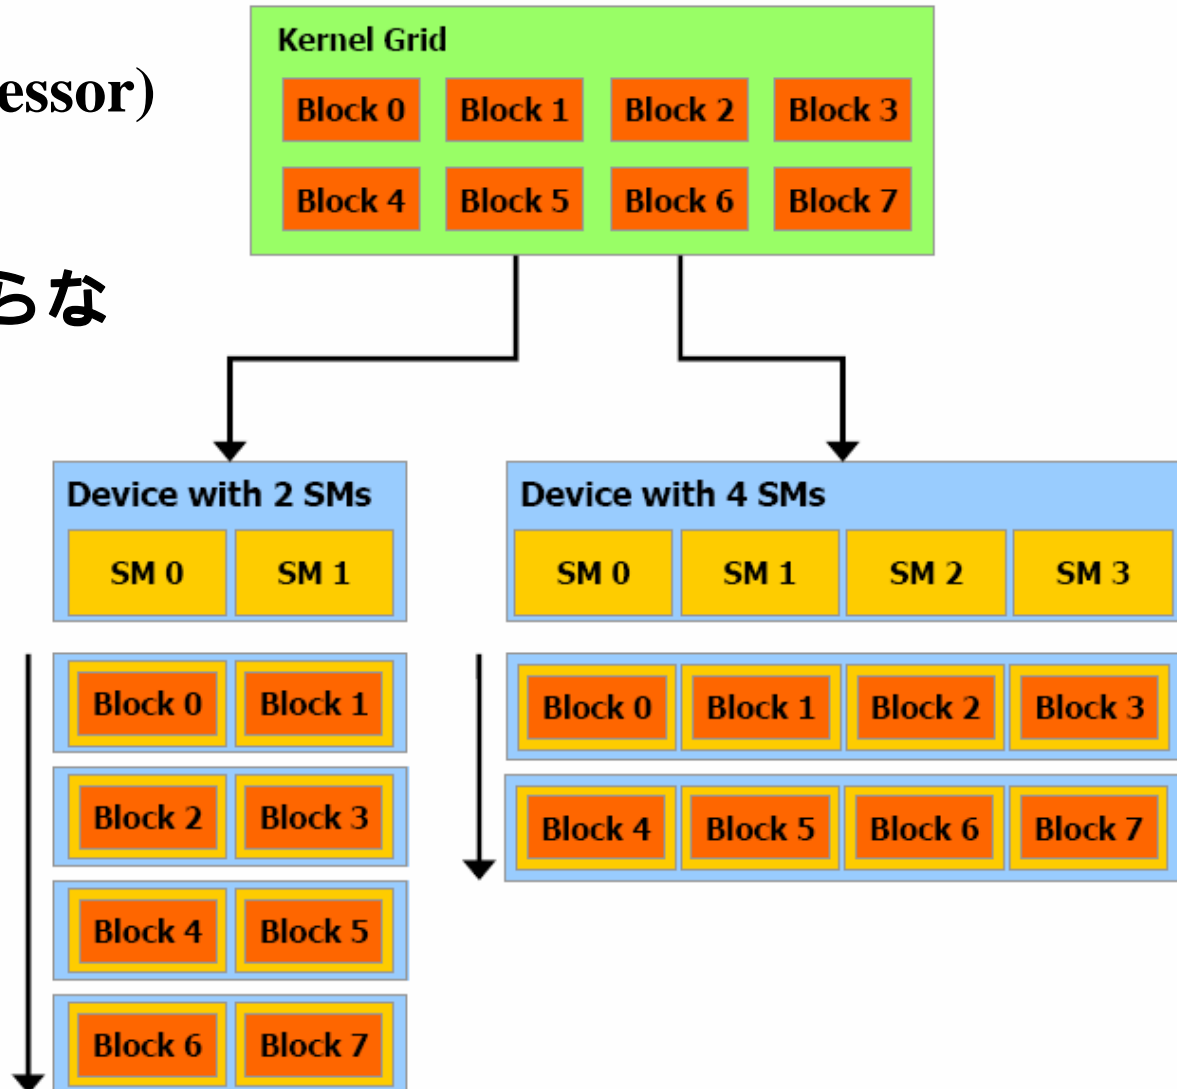 essor)
らな
Kernel Grid
Block 0 Block 1 Block 2 Block 3
Block 4 Block 5 Block 6 Block 7
Device with 2 SMs
SM 0 SM 1
Block 0 Block 1
Block 2 Block 3
Block 4 Block 5
Block 6 Block 7
Device with 4 SMs
SM 0 SM 1 SM 2 SM 3
Block 0 Block 1 Block 2 Block 3
Block 4 Block 5 Block 6 Block 7